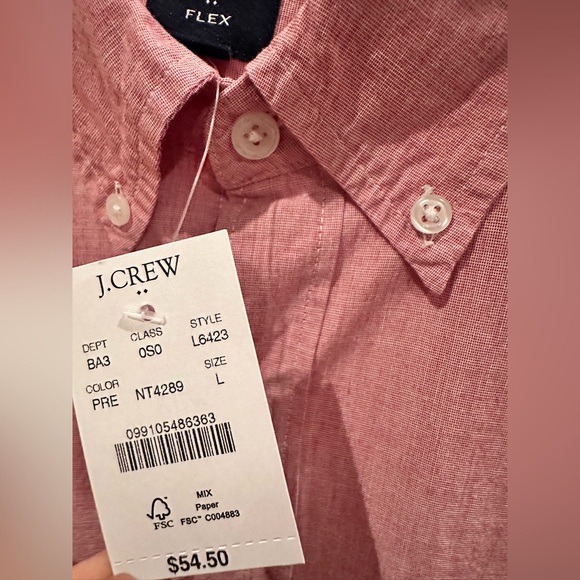 FLEX
J.CREW
DEPT CLASS STYLE
BA3 0S0 L6423
COLOR SIZE
PRE NT4289 L
099105486363
MIX
Paper
FSC FSC™ C004883
$54.50